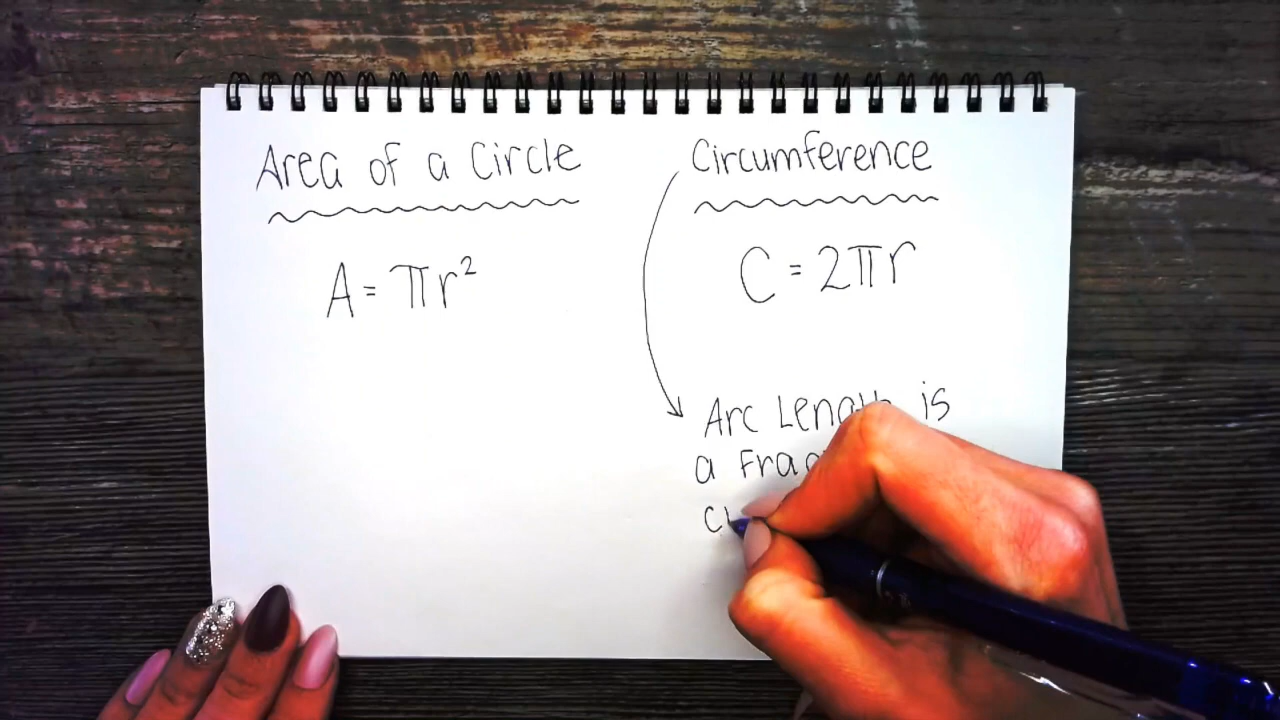 Area of a Circle
A = πr²
Circumference
C = 2πr
Arc Length is
a